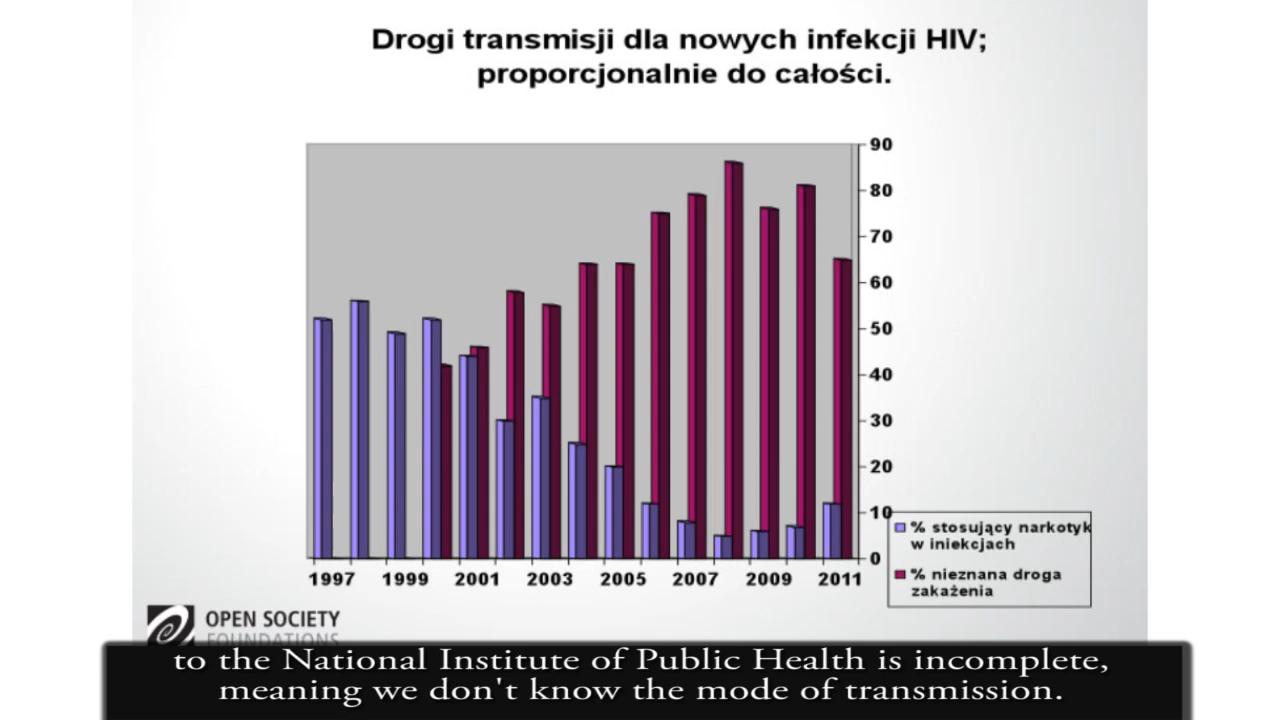 Drogi transmisji dla nowych infekcji HIV;
proporcjonalnie do całości.
90
80
70
60
50
40
30
20
10
0
1997 1999 2001 2003 2005 2007 2009 2011
% stosujący narkotyk
w iniekcjach
% nieznana droga
zakażenia
OPEN SOCIETY
FOUNDATIONS
to the National Institute of Public Health is incomplete,
meaning we don't know the mode of transmission.